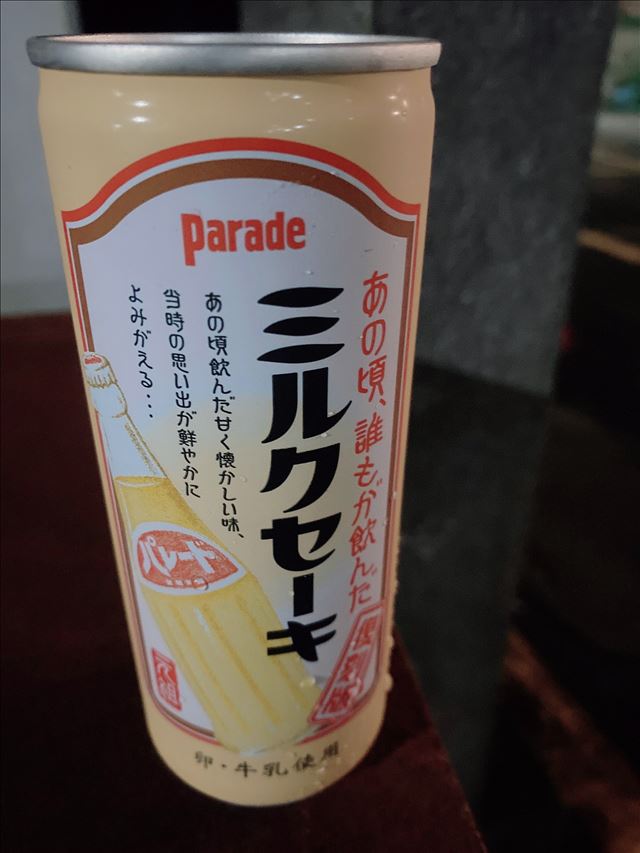 Parade
あの頃、誰もが飲んだ
ミルクセーキ
あの頃飲んだ甘く懐かしい味、
当時の思い出が鮮やかに
よみがえる・・・
パレード
復刻版
卵・牛乳使用